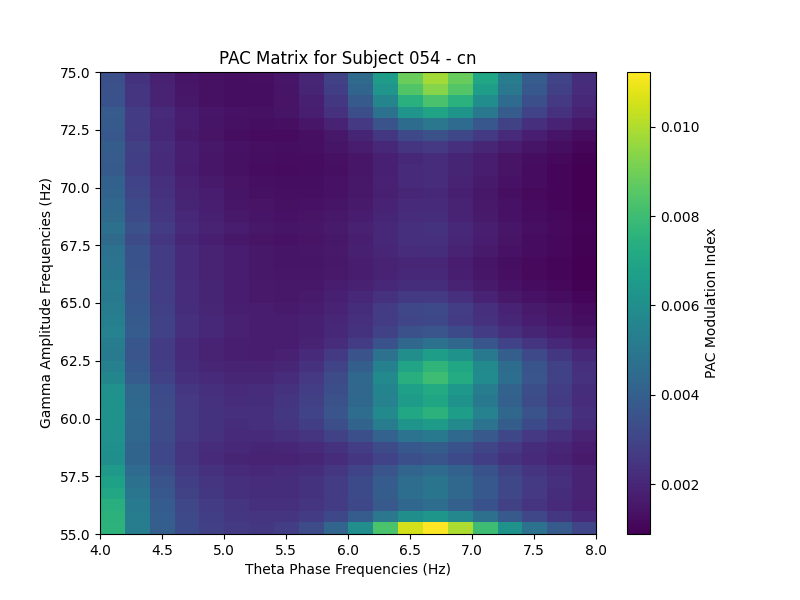 PAC Matrix for Subject 054 - cn
75.0
72.5
70.0
67.5
65.0
62.5
60.0
57.5
55.0
Gamma Amplitude Frequencies (Hz)
4.0 4.5 5.0 5.5 6.0 6.5 7.0 7.5 8.0
Theta Phase Frequencies (Hz)
0.010
0.008
0.006
0.004
0.002
PAC Modulation Index